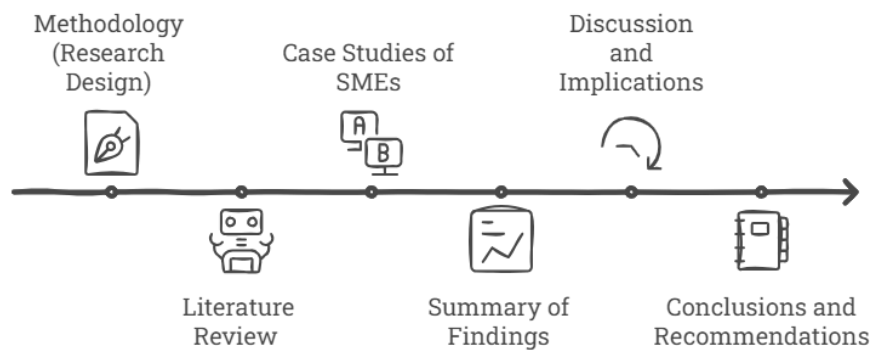 Methodology
(Research
Design)
Case Studies of
SMEs
Discussion
and
Implications
A
B
Literature
Review
Summary of
Findings
Conclusions and
Recommendations